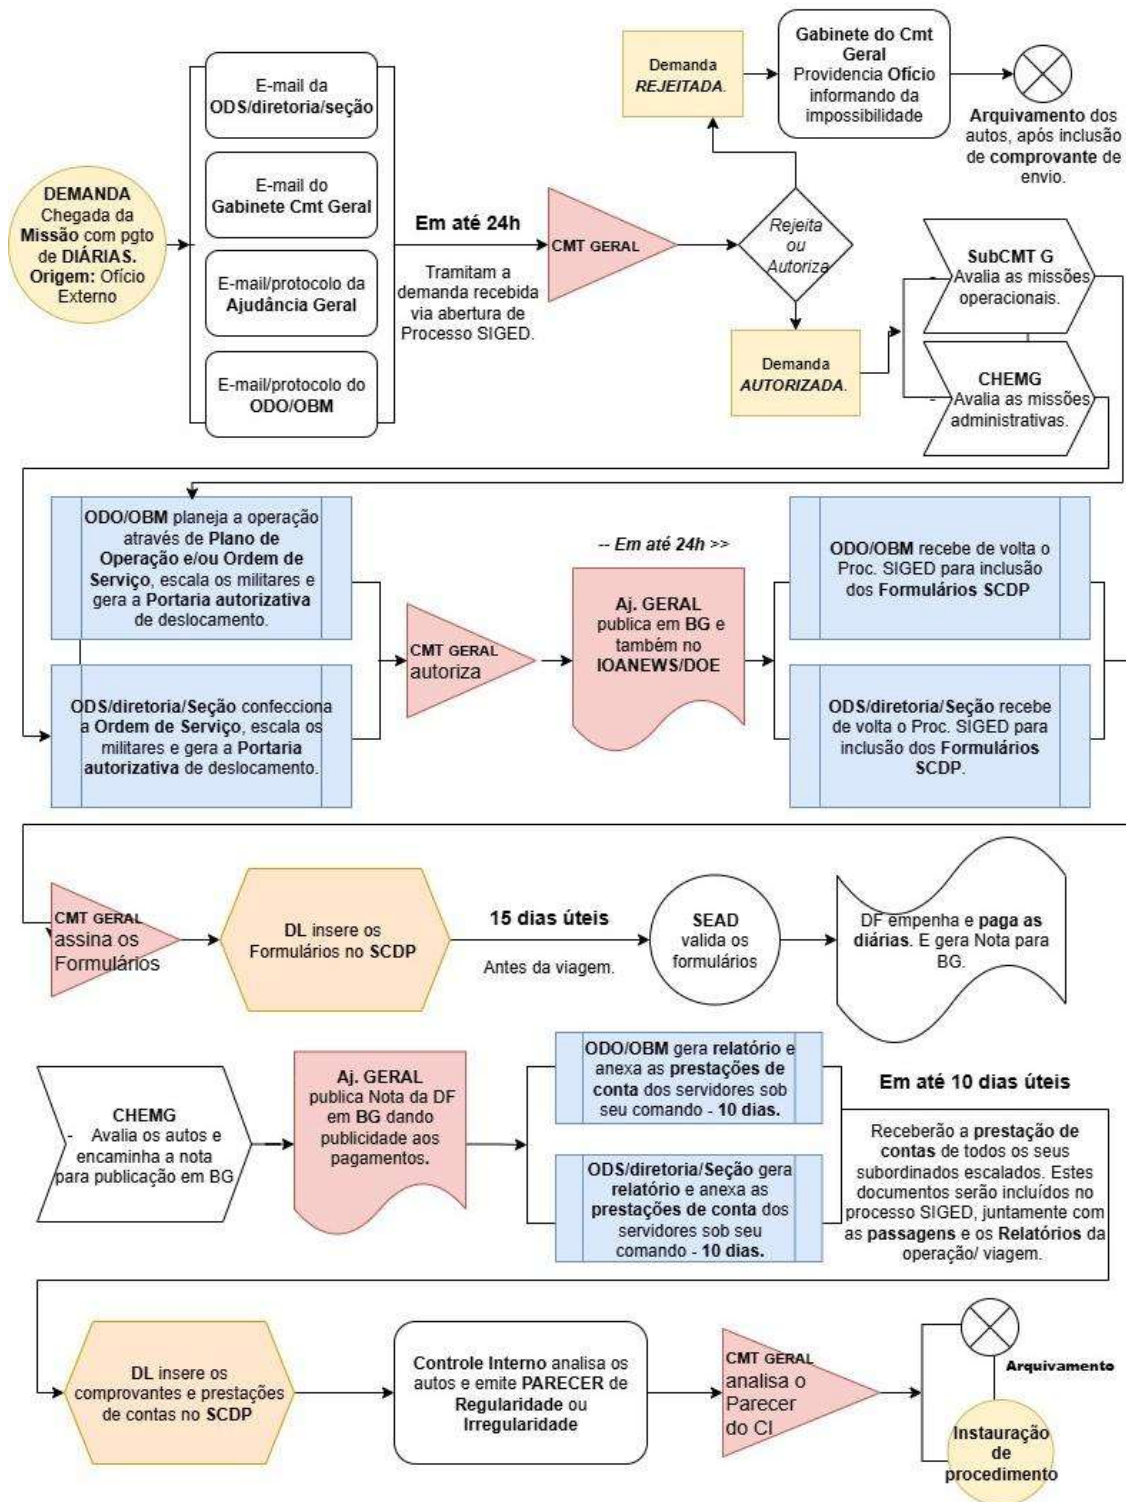 DEMANDA
Chegada da
Missão com pgto
de DIÁRIAS.
Origem: Ofício
Externo
E-mail da
ODS/diretoria/seção
E-mail do
Gabinete Cmt Geral
E-mail/protocolo da
Ajudância Geral
E-mail/protocolo do
ODO/OBM
Em até 24h
Tramitam a
demanda recebida
via abertura de
Processo SIGED.
CMT GERAL
Rejeita
ou
Autoriza
Demanda
REJEITADA.
Gabinete do Cmt
Geral
Providencia Ofício
informando da
impossibilidade
Arquivamento dos
autos, após inclusão
de comprovante de
envio.
Demanda
AUTORIZADA.
SubCMT G
- Avalia as missões
operacionais.
CHEMG
- Avalia as missões
administrativas.
ODO/OBM planeja a operação
através de Plano de
Operação e/ou Ordem de
Serviço, escala os militares e
gera a Portaria autorizativa
de deslocamento.
ODS/diretoria/Seção confecciona
a Ordem de Serviço, escala os
militares e gera a Portaria
autorizativa de deslocamento.
CMT GERAL
autoriza
-- Em até 24h >>
Aj. GERAL
publica em BG e
também no
IOANEWS/DOE
ODO/OBM recebe de volta o
Proc. SIGED para inclusão
dos Formulários SCDP
ODS/diretoria/Seção recebe
de volta o Proc. SIGED para
inclusão dos Formulários
SCDP.
CMT GERAL
assina os
Formulários
DL insere os
Formulários no SCDP
15 dias úteis
Antes da viagem.
SEAD
valida os
formulários
DF empenha e paga as
diárias. E gera Nota para
BG.
CHEMG
- Avalia os autos e
encaminha a nota
para publicação em BG
Aj. GERAL
publica Nota da DF
em BG dando
publicidade aos
pagamentos.
ODO/OBM gera relatório e
anexa as prestações de
conta dos servidores sob
seu comando - 10 dias.
ODS/diretoria/Seção gera
relatório e anexa as
prestações de conta dos
servidores sob seu
comando - 10 dias.
Em até 10 dias úteis
Receberão a prestação de
contas de todos os seus
subordinados escalados. Estes
documentos serão incluídos no
processo SIGED, juntamente com
as passagens e os Relatórios da
operação/ viagem.
DL insere os
comprovantes e prestações
de contas no SCDP
Controle Interno analisa os
autos e emite PARECER de
Regularidade ou
Irregularidade
CMT GERAL
analisa o
Parecer
do CI
Arquivamento
Instauração
de
procedimento